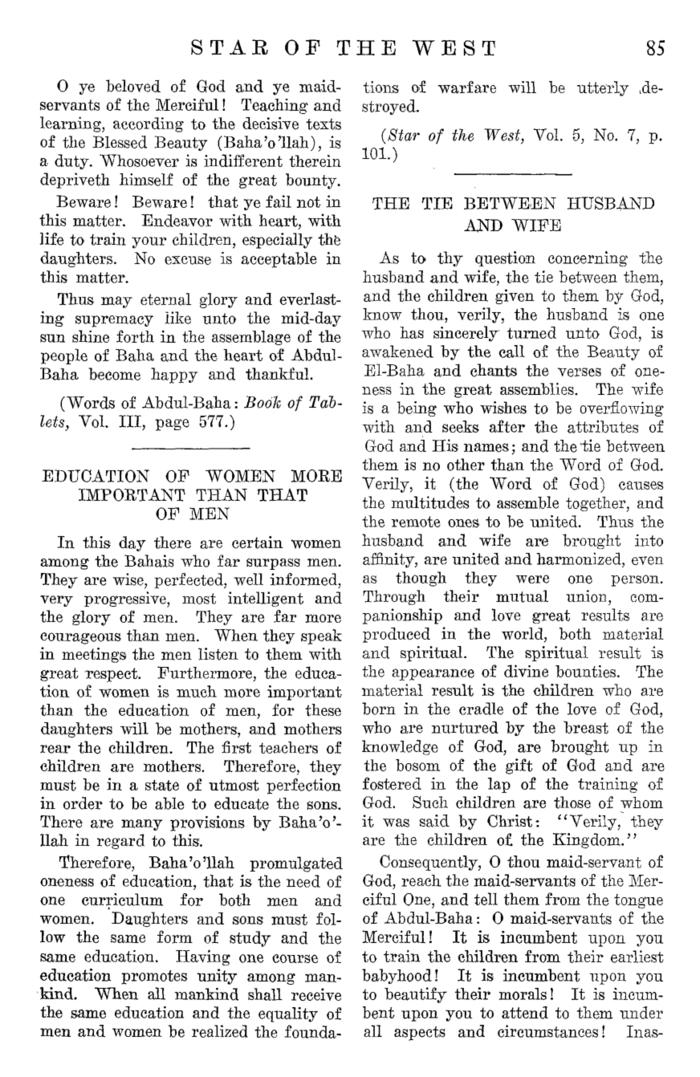 STAR OF THE WEST 85
O ye beloved of God and ye maid-
servants of the Merciful! Teaching and
learning, according to the decisive texts
of the Blessed Beauty (Baha'o'llah), is
a duty. Whosoever is indifferent therein
depriveth himself of the great bounty.
Beware! Beware! that ye fail not in
this matter. Endeavor with heart, with
life to train your children, especially the
daughters. No excuse is acceptable in
this matter.
Thus may eternal glory and everlast-
ing supremacy like unto the mid-day
sun shine forth in the assemblage of the
people of Baha and the heart of Abdul-
Baha become happy and thankful.
(Words of Abdul-Baha: Book of Tab-
lets, Vol. III, page 577.)
EDUCATION OF WOMEN MORE
IMPORTANT THAN THAT
OF MEN
In this day there are certain women
among the Bahais who far surpass men.
They are wise, perfected, well informed,
very progressive, most intelligent and
the glory of men. They are far more
courageous than men. When they speak
in meetings the men listen to them with
great respect. Furthermore, the educa-
tion of women is much more important
than the education of men, for these
daughters will be mothers, and mothers
rear the children. The first teachers of
children are mothers. Therefore, they
must be in a state of utmost perfection
in order to be able to educate the sons.
There are many provisions by Baha'o'-
llah in regard to this.
Therefore, Baha'o'llah promulgated
oneness of education, that is the need of
one curriculum for both men and
women. Daughters and sons must fol-
low the same form of study and the
same education. Having one course of
education promotes unity among man-
kind. When all mankind shall receive
the same education and the equality of
men and women be realized the founda-
tions of warfare will be utterly de-
stroyed.
(Star of the West, Vol. 5, No. 7, p.
101.)
THE TIE BETWEEN HUSBAND
AND WIFE
As to thy question concerning the
husband and wife, the tie between them,
and the children given to them by God,
know thou, verily, the husband is one
who has sincerely turned unto God, is
awakened by the call of the Beauty of
El-Baha and chants the verses of one-
ness in the great assemblies. The wife
is a being who wishes to be overflowing
with and seeks after the attributes of
God and His names; and the tie between
them is no other than the Word of God.
Verily, it (the Word of God) causes
the multitudes to assemble together, and
the remote ones to be united. Thus the
husband and wife are brought into
affinity, are united and harmonized, even
as though they were one person.
Through their mutual union, com-
panionship and love great results are
produced in the world, both material
and spiritual. The spiritual result is
the appearance of divine bounties. The
material result is the children who are
born in the cradle of the love of God,
who are nurtured by the breast of the
knowledge of God, are brought up in
the bosom of the gift of God and are
fostered in the lap of the training of
God. Such children are those of whom
it was said by Christ: "Verily, they
are the children of the Kingdom."
Consequently, O thou maid-servant of
God, reach the maid-servants of the Mer-
ciful One, and tell them from the tongue
of Abdul-Baha: O maid-servants of the
Merciful! It is incumbent upon you
to train the children from their earliest
babyhood! It is incumbent upon you
to beautify their morals! It is incum-
bent upon you to attend to them under
all aspects and circumstances! Inas-